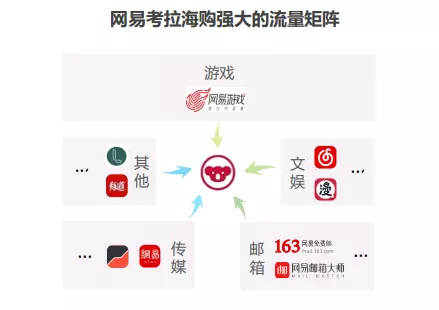 网易考拉海购强大的流量矩阵
游戏
网易游戏
...
其他
有道
文娱
漫
...
...
網易
传媒
邮箱
163 网易免费邮
mail.163.com
邮 网易邮箱大师
MAIL MASTER
...